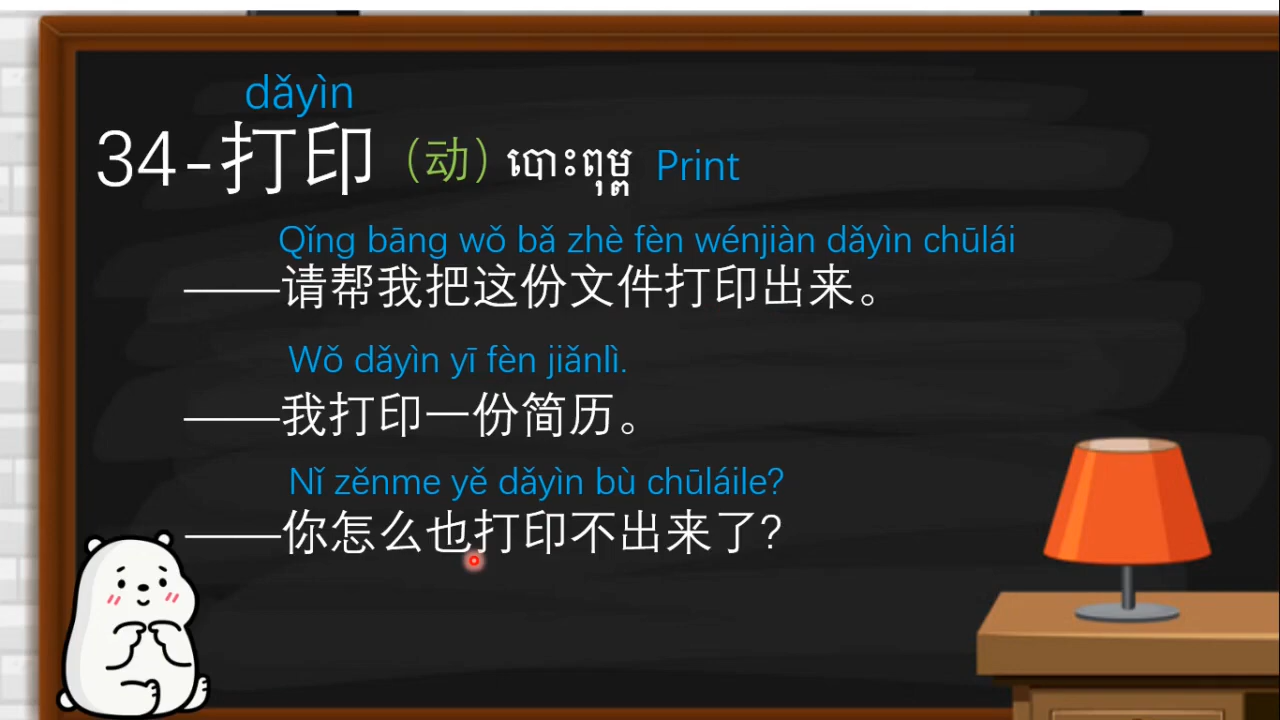 dǎyìn
34-打印（动）បោះពុម្ព Print
Qǐng bāng wǒ bǎ zhè fèn wénjiàn dǎyìn chūlái
——请帮我把这份文件打印出来。
Wǒ dǎyìn yī fèn jiǎnlì.
——我打印一份简历。
Nǐ zěnme yě dǎyìn bù chūláile?
——你怎么也打印不出来了?